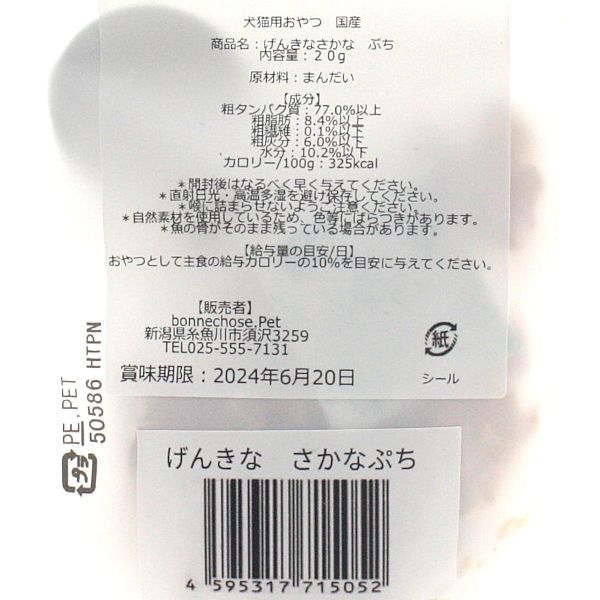 犬猫用おやつ　国産
商品名：げんきなさかな　ぷち
内容量：２０g
原材料：まんだい
【成分】
粗タンパク質：77.0%以上
粗脂肪：8.4%以上
粗繊維：0.1%以下
粗灰分：6.0%以下
水分：10.2%以下
カロリー/100g：325kcal
＊開封後はなるべく早く与えてください。
＊直射日光・高温多湿を避け保存してください。
＊喉に詰まらせないようご注意ください。
＊自然素材を使用しているため、色等にばらつきがあります。
＊魚の骨がそのまま残っている場合があります。
【給与量の目安/日】
おやつとして主食の給与カロリーの10%を目安に与えてください。
【販売者】
bonnechose.Pet
新潟県糸魚川市須沢3259
TEL025-555-7131
賞味期限：2024年6月20日
紙
シール
プラ
PE,PET
50586 HTPN
げんきな　さかなぷち
4 595317 715052